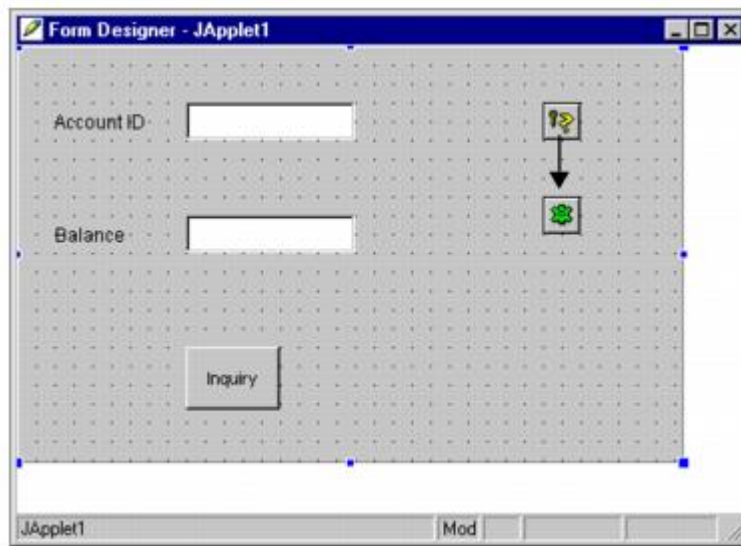 Form Designer - JApplet1
Account ID
Balance
Inquiry
JApplet1 Mod